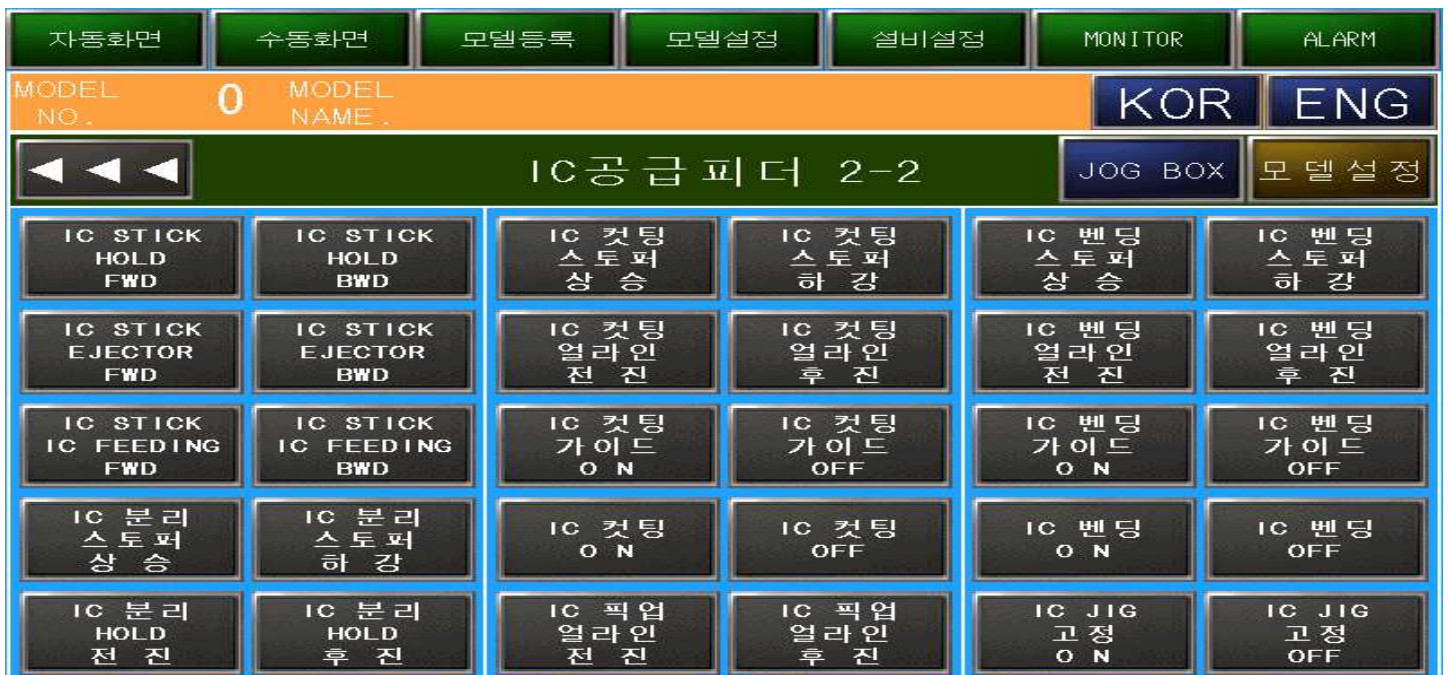 자동화면 수동화면 모델등록 모델설정 설비설정 MONITOR ALARM
MODEL NO. 0 MODEL NAME. KOR ENG
◀◀◀ IC공급피더 2-2 JOG BOX 모델설정
IC STICK HOLD FWD
IC STICK HOLD BWD
IC 컷팅 스토퍼 상 승
IC 컷팅 스토퍼 하 강
IC 벤딩 스토퍼 상 승
IC 벤딩 스토퍼 하 강
IC STICK EJECTOR FWD
IC STICK EJECTOR BWD
IC 컷팅 얼라인 전 진
IC 컷팅 얼라인 후 진
IC 벤딩 얼라인 전 진
IC 벤딩 얼라인 후 진
IC STICK IC FEEDING FWD
IC STICK IC FEEDING BWD
IC 컷팅 가이드 O N
IC 컷팅 가이드 OFF
IC 벤딩 가이드 O N
IC 벤딩 가이드 OFF
IC 분리 스토퍼 상 승
IC 분리 스토퍼 하 강
IC 컷팅 O N
IC 컷팅 OFF
IC 벤딩 O N
IC 벤딩 OFF
IC 분리 HOLD 전 진
IC 분리 HOLD 후 진
IC 픽업 얼라인 전 진
IC 픽업 얼라인 후 진
IC JIG 고정 O N
IC JIG 고정 OFF